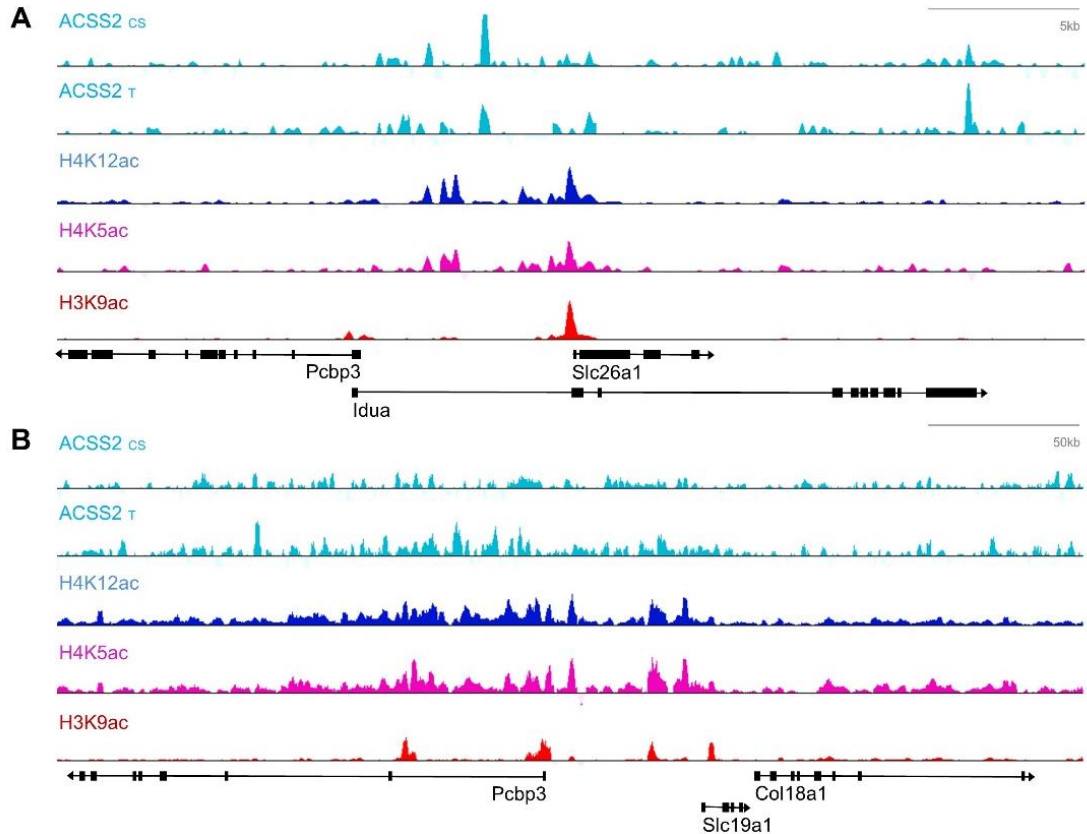 A
ACSS2 CS
5kb
ACSS2 T
H4K12ac
H4K5ac
H3K9ac
Pcbp3
Slc26a1
Idua
B
ACSS2 CS
50kb
ACSS2 T
H4K12ac
H4K5ac
H3K9ac
Pcbp3
Col18a1
Slc19a1